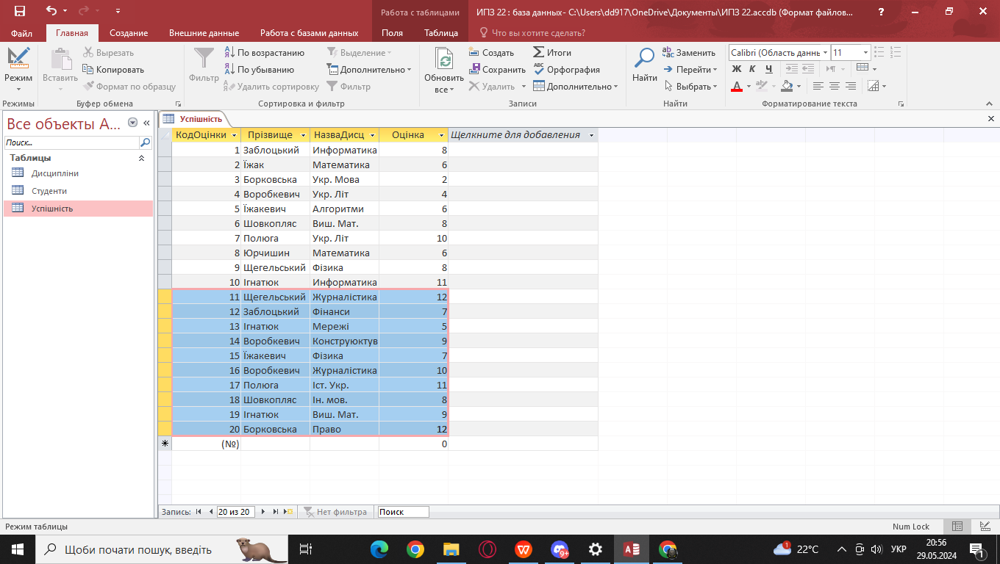 Работа с таблицами
ИПЗ 22 : база данных- C:\Users\dd917\OneDrive\Документы\ИПЗ 22.accdb (Формат файлов...
?
Файл Главная Создание Внешние данные Работа с базами данных Поля Таблица Что вы хотите сделать?
Режим
Режимы
Вставить
Вырезать
Копировать
Формат по образцу
Буфер обмена
Фильтр
По возрастанию
По убыванию
Удалить сортировку
Выделение
Дополнительно
Фильтр
Сортировка и фильтр
Обновить
все
Создать
Сохранить
Удалить
Итоги
Орфография
Дополнительно
Записи
Найти
Заменить
Перейти
Выбрать
Найти
Calibri (Область данны 11
Ж К Ч
Форматирование текста
Все объекты A...
Поиск...
Таблицы
Дисципліни
Студенти
Успішність
Успішність
КодОцінки Прізвище НазваДисц Оцінка Щелкните для добавления
1 Заблоцький Информатика 8
2 Їжак Математика 6
3 Борковська Укр. Мова 2
4 Воробкевич Укр. Літ 4
5 Їжакевич Алгоритми 6
6 Шовкопляс Виш. Мат. 8
7 Полюга Укр. Літ 10
8 Юрчишин Математика 6
9 Щегельський Фізика 8
10 Ігнатюк Информатика 11
11 Щегельський Журналістика 12
12 Заблоцький Фінанси 7
13 Ігнатюк Мережі 5
14 Воробкевич Конструюктув 9
15 Їжакевич Фізика 7
16 Воробкевич Журналістика 10
17 Полюга Іст. Укр. 11
18 Шовкопляс Ін. мов. 8
19 Ігнатюк Виш. Мат. 9
20 Борковська Право 12
(№) 0
Запись: 20 из 20 Нет фильтра Поиск
Режим таблицы
Num Lock
Щоби почати пошук, введіть
9+
1
22°C
УКР
20:56
29.05.2024
1